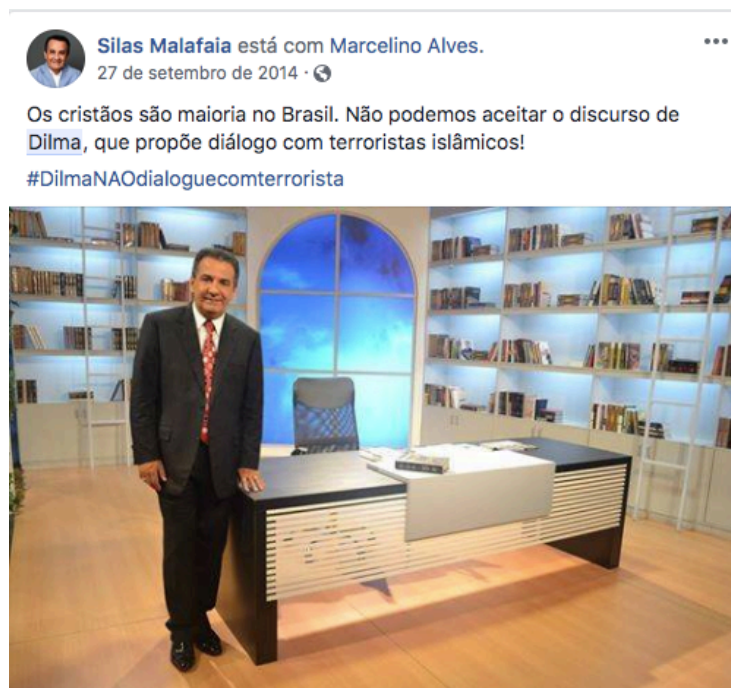 Silas Malafaia está com Marcelino Alves.
27 de setembro de 2014 ·
Os cristãos são maioria no Brasil. Não podemos aceitar o discurso de
Dilma, que propõe diálogo com terroristas islâmicos!
#DilmaNAOdialoguecomterrorista